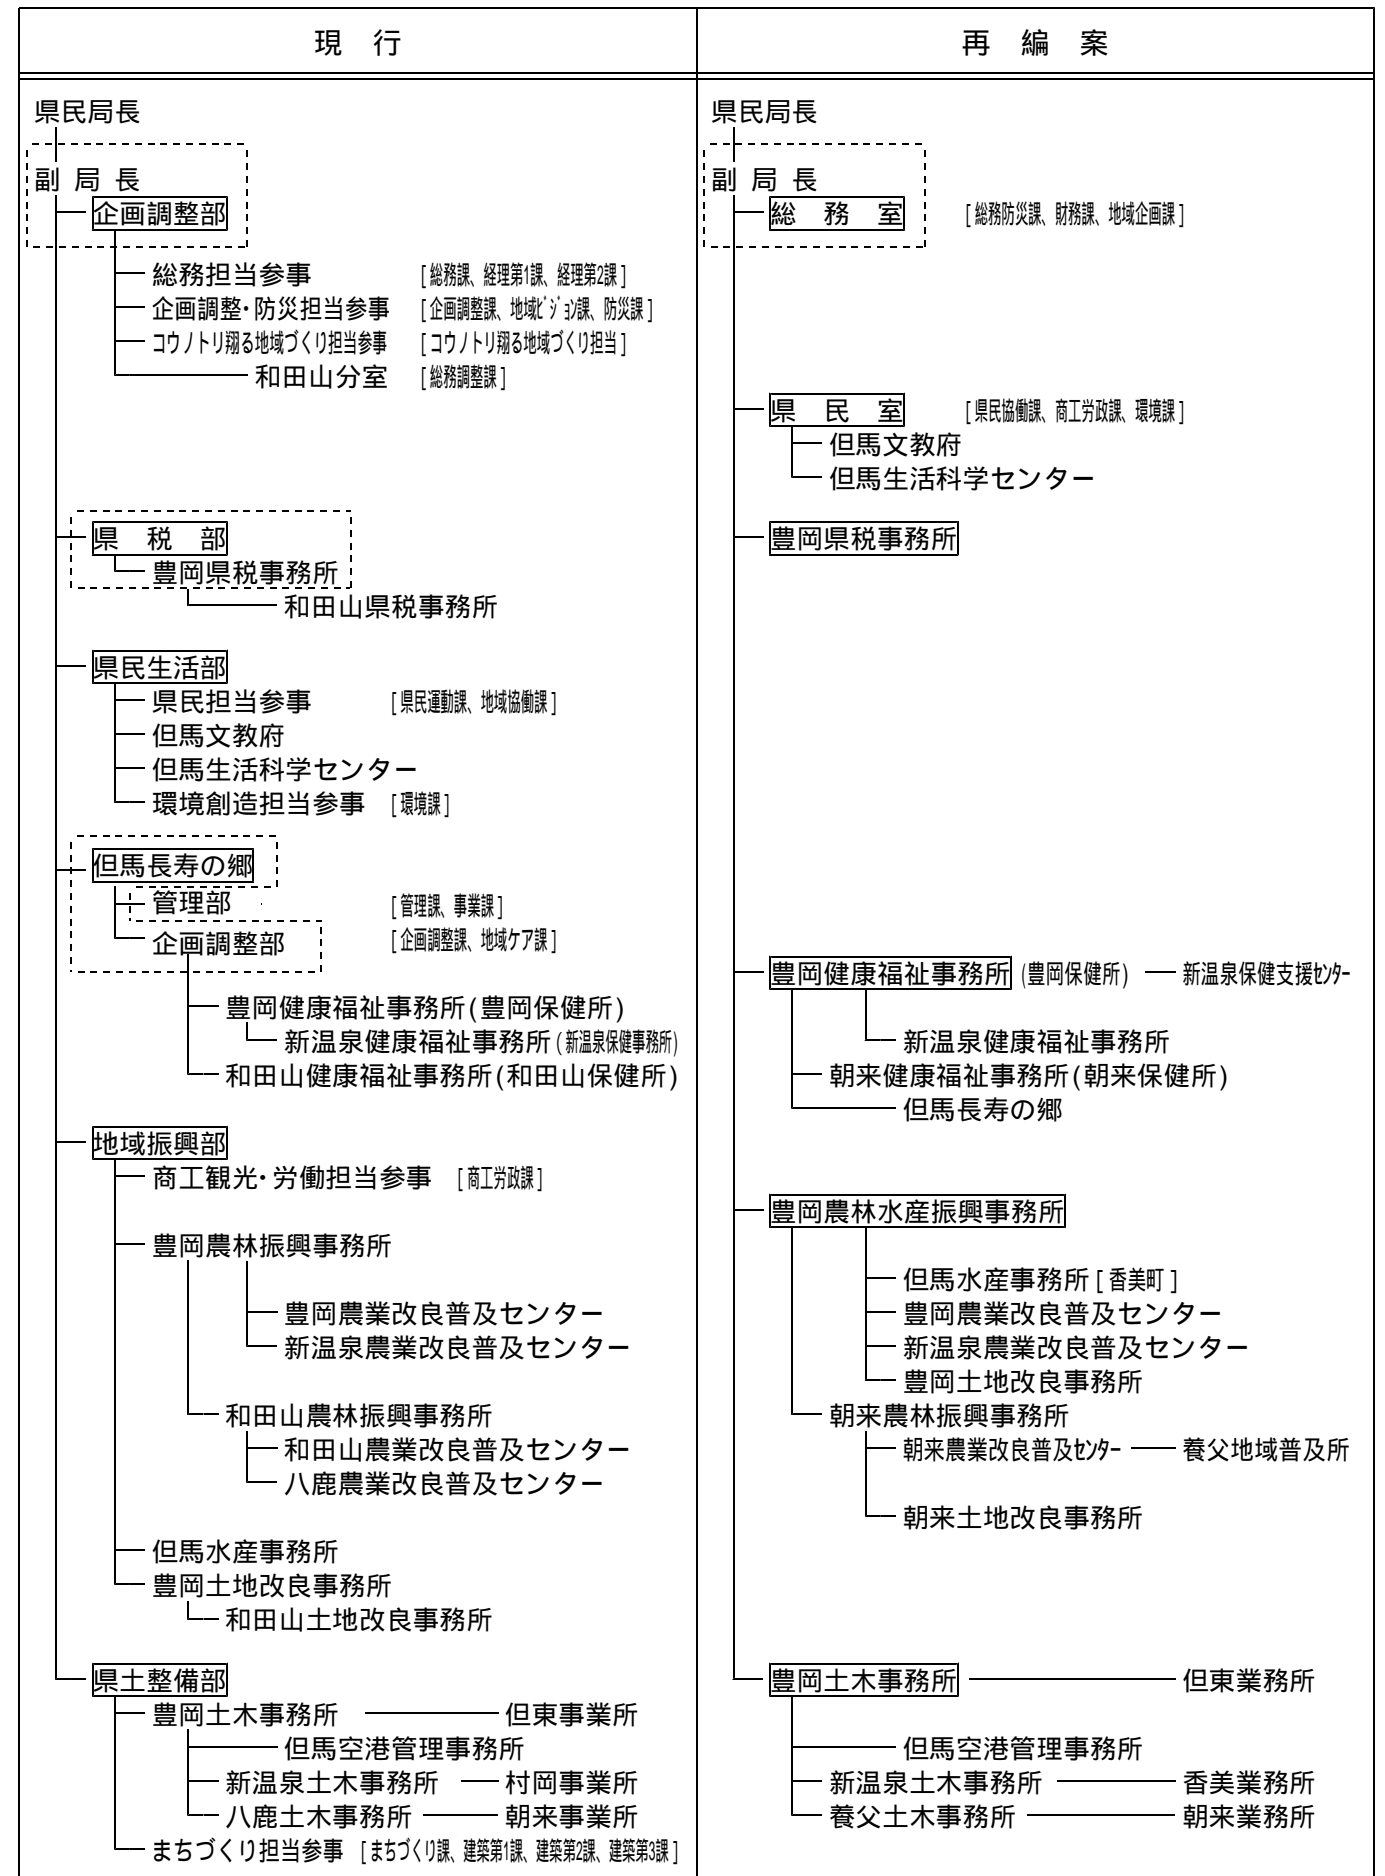 現 行
県民局長
副 局 長
企画調整部
総務担当参事 [総務課、経理第1課、経理第2課]
企画調整・防災担当参事 [企画調整課、地域ビジョン課、防災課]
コウノトリ翔る地域づくり担当参事 [コウノトリ翔る地域づくり担当]
和田山分室 [総務調整課]
県 税 部
豊岡県税事務所
和田山県税事務所
県民生活部
県民担当参事 [県民運動課、地域協働課]
但馬文教府
但馬生活科学センター
環境創造担当参事 [環境課]
但馬長寿の郷
管理部 [管理課、事業課]
企画調整部 [企画調整課、地域ケア課]
豊岡健康福祉事務所(豊岡保健所)
新温泉健康福祉事務所(新温泉保健事務所)
和田山健康福祉事務所(和田山保健所)
地域振興部
商工観光・労働担当参事 [商工労政課]
豊岡農林振興事務所
豊岡農業改良普及センター
新温泉農業改良普及センター
和田山農林振興事務所
和田山農業改良普及センター
八鹿農業改良普及センター
但馬水産事務所
豊岡土地改良事務所
和田山土地改良事務所
県土整備部
豊岡土木事務所 但東事業所
但馬空港管理事務所
新温泉土木事務所 村岡事業所
八鹿土木事務所 朝来事業所
まちづくり担当参事 [まちづくり課、建築第1課、建築第2課、建築第3課]
再 編 案
県民局長
副 局 長
総 務 室 [総務防災課、財務課、地域企画課]
県 民 室 [県民協働課、商工労政課、環境課]
但馬文教府
但馬生活科学センター
豊岡県税事務所
豊岡健康福祉事務所(豊岡保健所) 新温泉保健支援センター
新温泉健康福祉事務所
朝来健康福祉事務所(朝来保健所)
但馬長寿の郷
豊岡農林水産振興事務所
但馬水産事務所[香美町]
豊岡農業改良普及センター
新温泉農業改良普及センター
豊岡土地改良事務所
朝来農林振興事務所
朝来農業改良普及センター 養父地域普及所
朝来土地改良事務所
豊岡土木事務所 但東業務所
但馬空港管理事務所
新温泉土木事務所 香美業務所
養父土木事務所 朝来業務所